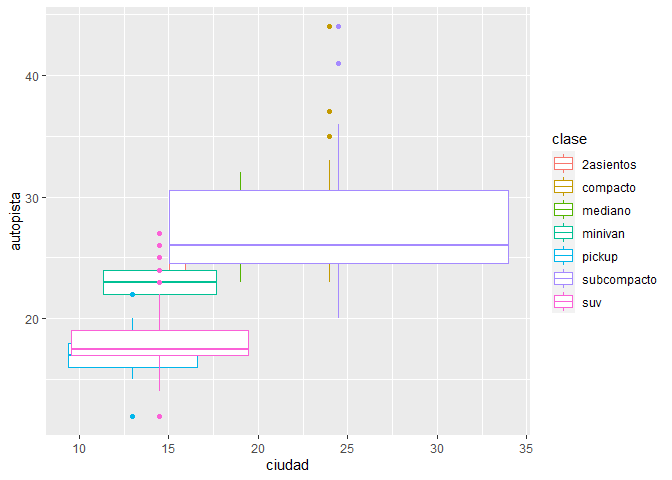 40
30
20
autopista
10
15
20
25
30
35
ciudad
clase
2asientos
compacto
mediano
minivan
pickup
subcompacto
suv